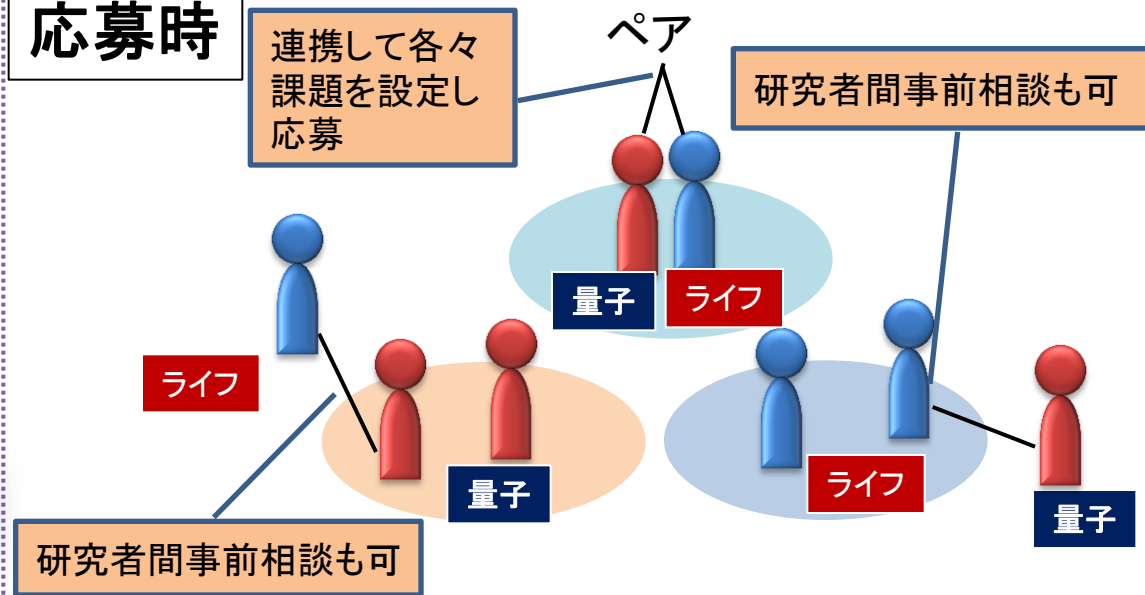 応募時
連携して各々
課題を設定し
応募
ペア
研究者間事前相談も可
量子
ライフ
ライフ
量子
ライフ
量子
研究者間事前相談も可